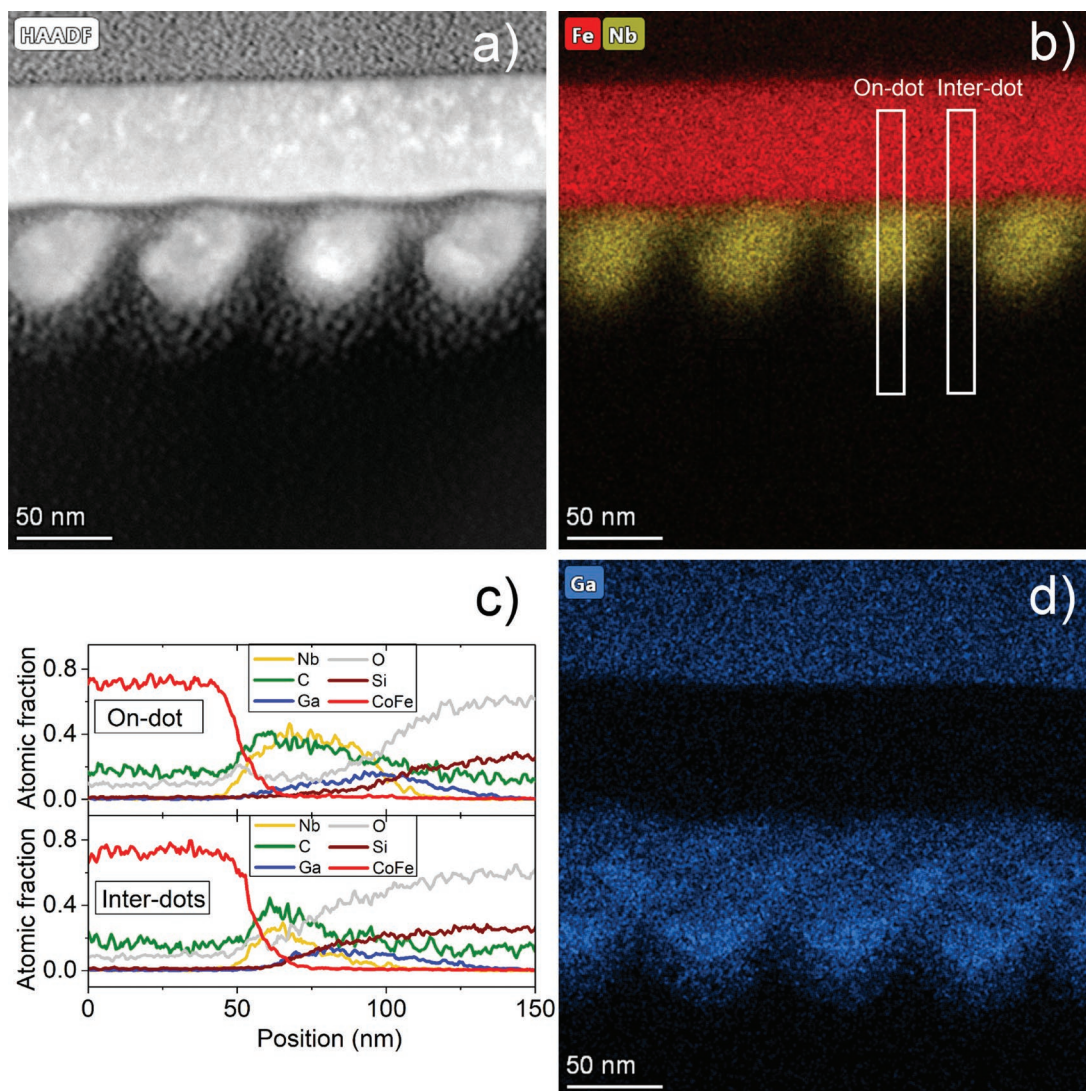 HAADF
a)
50 nm
Fe Nb
b)
On-dot Inter-dot
50 nm
c)
Atomic fraction
0.8
0.4
0.0
On-dot
Nb O
C Si
Ga CoFe
Atomic fraction
0.8
0.4
0.0
Inter-dots
Nb O
C Si
Ga CoFe
0 50 100 150
Position (nm)
Ga
d)
50 nm